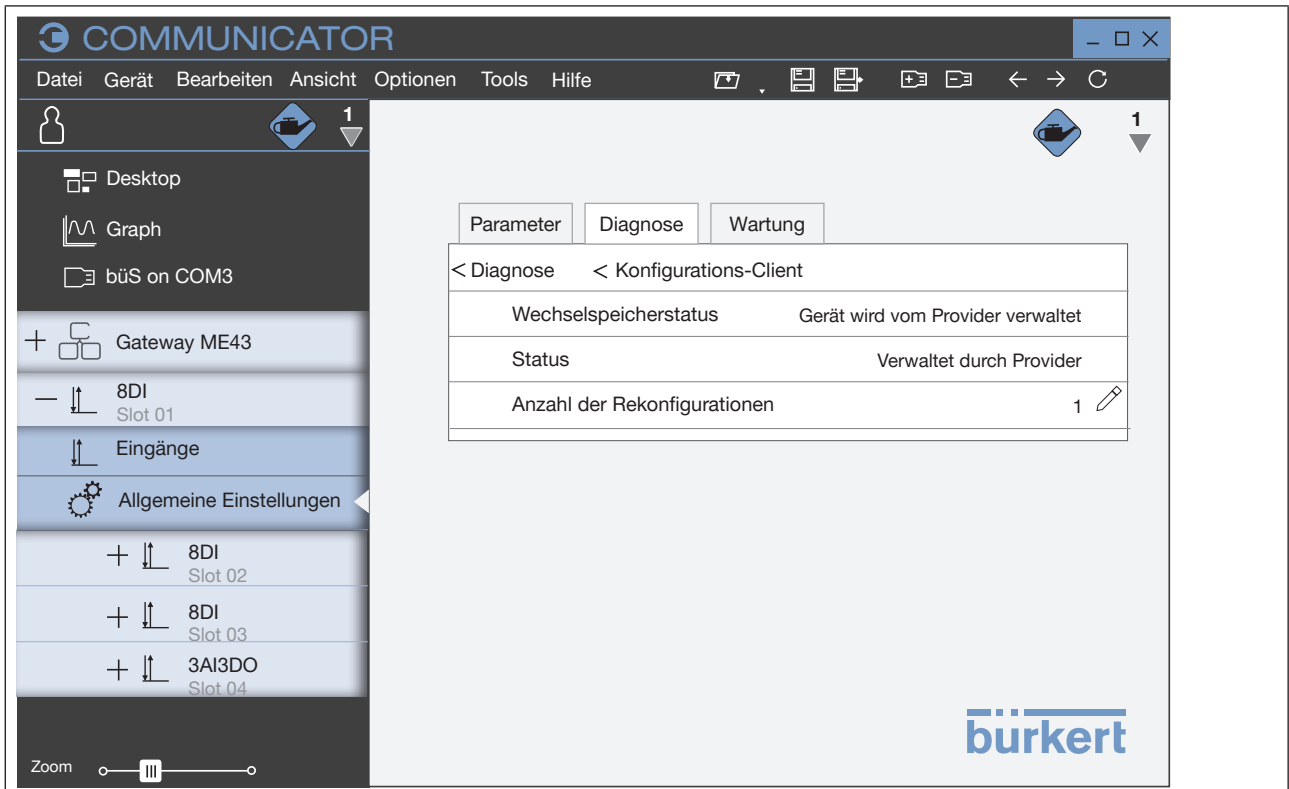 COMMUNICATOR
Datei Gerät Bearbeiten Ansicht Optionen Tools Hilfe
1
1
Desktop
Graph
büS on COM3
Gateway ME43
8DI
Slot 01
Eingänge
Allgemeine Einstellungen
8DI
Slot 02
8DI
Slot 03
3AI3DO
Slot 04
Zoom
Parameter Diagnose Wartung
< Diagnose < Konfigurations-Client
Wechselspeicherstatus Gerät wird vom Provider verwaltet
Status Verwaltet durch Provider
Anzahl der Rekonfigurationen 1
bürkert